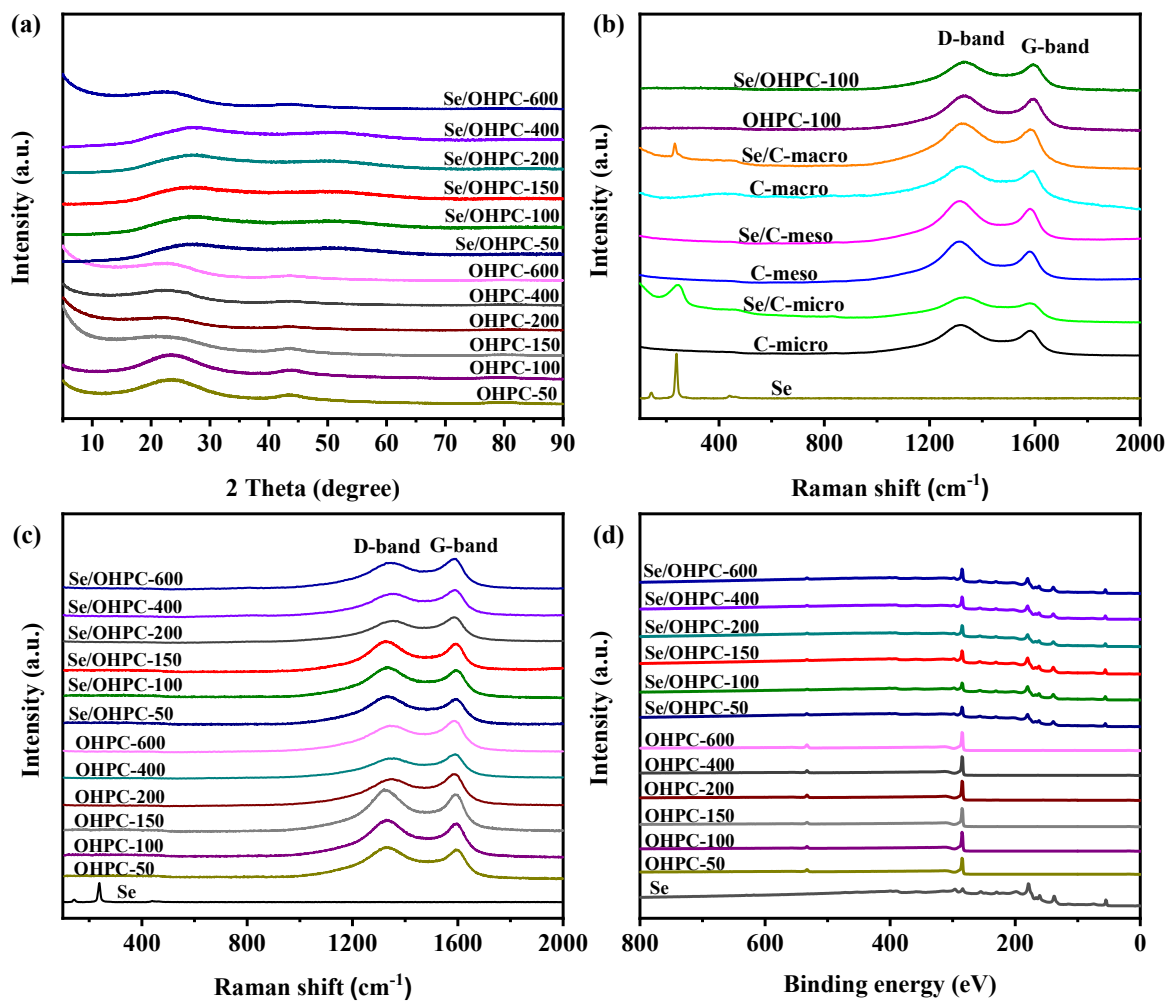 (a)
Se/OHPC-600
Se/OHPC-400
Se/OHPC-200
Se/OHPC-150
Se/OHPC-100
Se/OHPC-50
OHPC-600
OHPC-400
OHPC-200
OHPC-150
OHPC-100
OHPC-50
Intensity (a.u.)
10 20 30 40 50 60 70 80 90
2 Theta (degree)
(b)
D-band G-band
Se/OHPC-100
OHPC-100
Se/C-macro
C-macro
Se/C-meso
C-meso
Se/C-micro
C-micro
Se
Intensity (a.u.)
400 800 1200 1600 2000
Raman shift (cm-1)
(c)
D-band G-band
Se/OHPC-600
Se/OHPC-400
Se/OHPC-200
Se/OHPC-150
Se/OHPC-100
Se/OHPC-50
OHPC-600
OHPC-400
OHPC-200
OHPC-150
OHPC-100
OHPC-50
Se
Intensity (a.u.)
400 800 1200 1600 2000
Raman shift (cm-1)
(d)
Se/OHPC-600
Se/OHPC-400
Se/OHPC-200
Se/OHPC-150
Se/OHPC-100
Se/OHPC-50
OHPC-600
OHPC-400
OHPC-200
OHPC-150
OHPC-100
OHPC-50
Se
Intensity (a.u.)
800 600 400 200 0
Binding energy (eV)